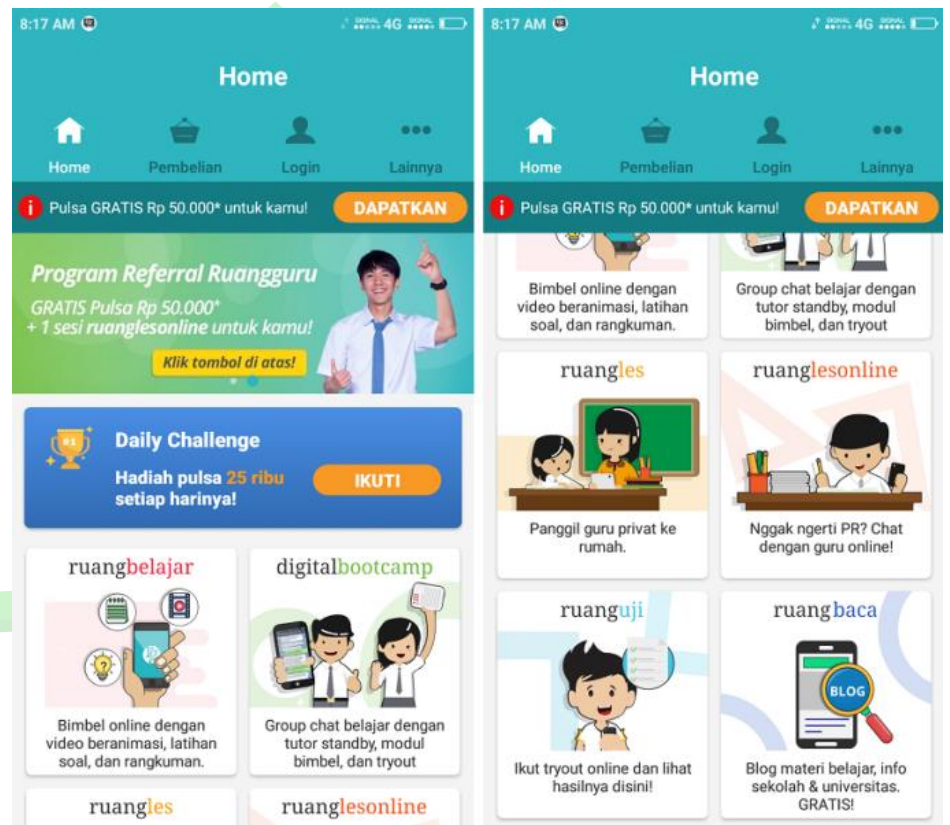 8:17 AM
4G
Home
Home
Pembelian
Login
Lainnya
Pulsa GRATIS Rp 50.000* untuk kamu!
DAPATKAN
Program Referral Ruangguru
GRATIS Pulsa Rp 50.000*
+ 1 sesi ruanglesonline untuk kamu!
Klik tombol di atas!
#1
Daily Challenge
Hadiah pulsa 25 ribu
setiap harinya!
IKUTI
ruangbelajar
Bimbel online dengan
video beranimasi, latihan
soal, dan rangkuman.
digitalbootcamp
Group chat belajar dengan
tutor standby, modul
bimbel, dan tryout
ruangles
ruanglesonline
8:17 AM
4G
Home
Home
Pembelian
Login
Lainnya
Pulsa GRATIS Rp 50.000* untuk kamu!
DAPATKAN
Bimbel online dengan
video beranimasi, latihan
soal, dan rangkuman.
Group chat belajar dengan
tutor standby, modul
bimbel, dan tryout
ruangles
Panggil guru privat ke
rumah.
ruanglesonline
Nggak ngerti PR? Chat
dengan guru online!
ruanguji
Ikut tryout online dan lihat
hasilnya disini!
ruangbaca
BLOG
Blog materi belajar, info
sekolah & universitas.
GRATIS!